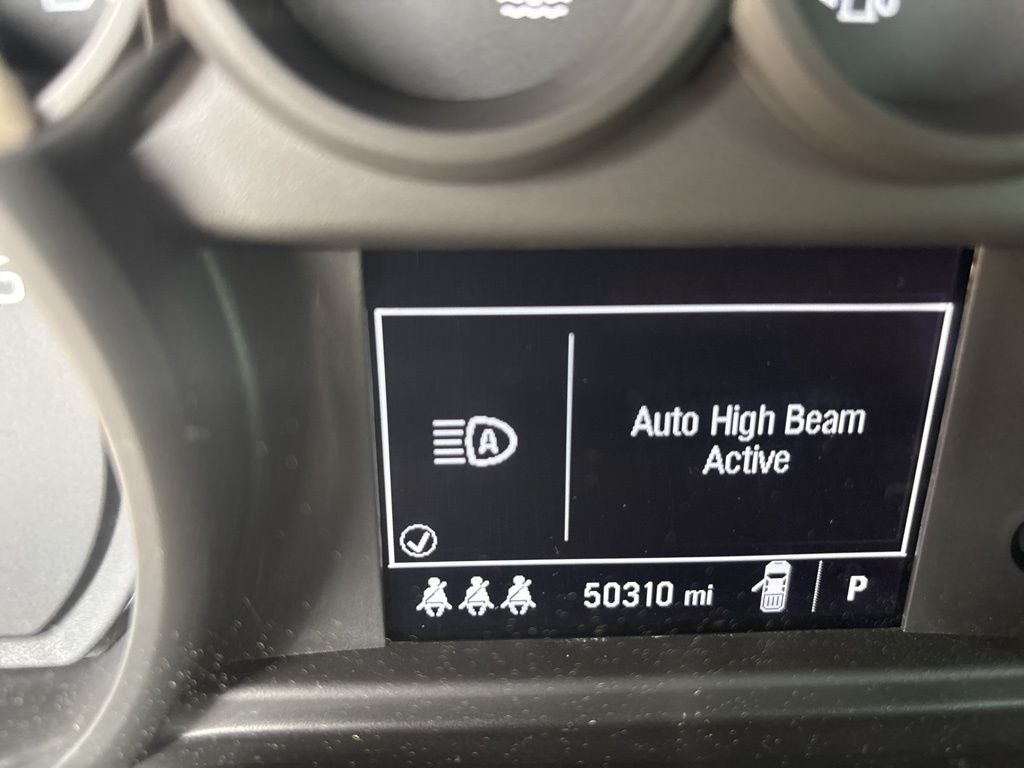 Auto High Beam
Active
A
50310 mi
P